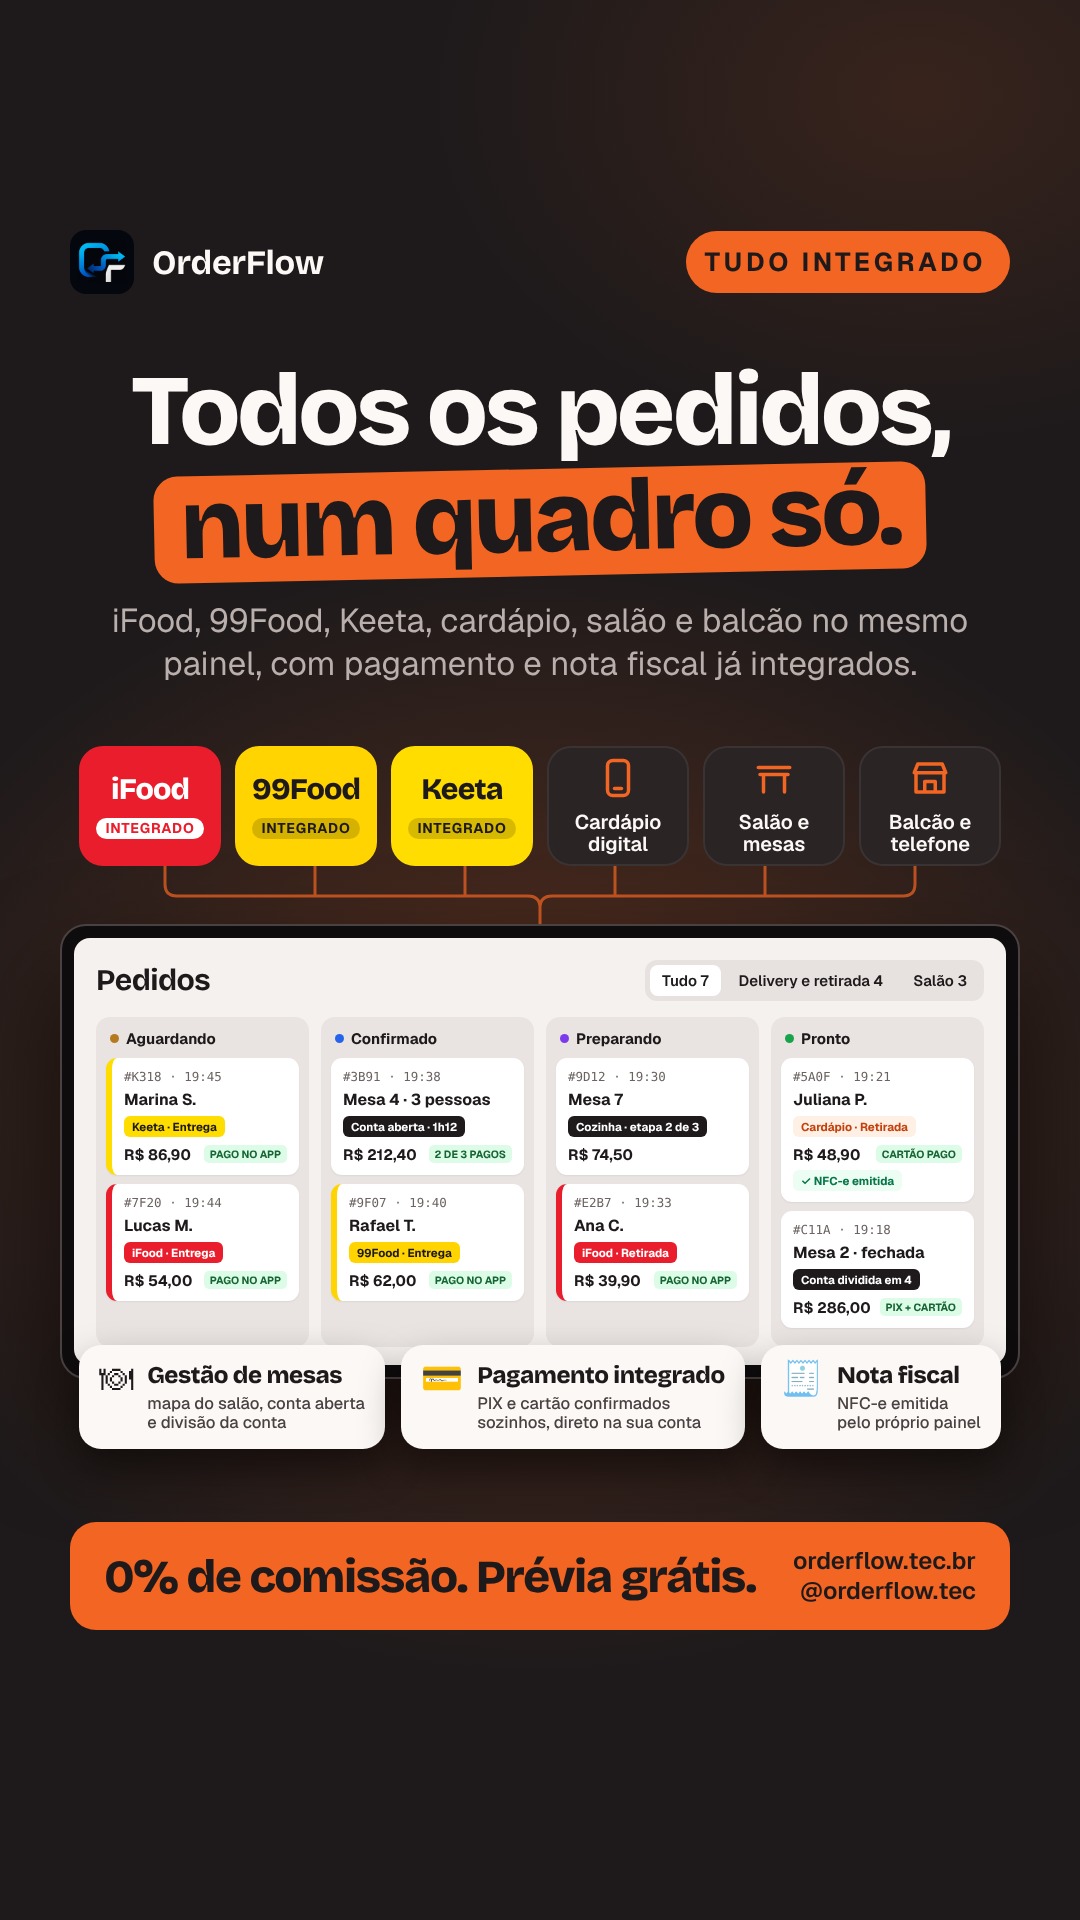 OrderFlow
TUDO INTEGRADO
Todos os pedidos,
num quadro só.
iFood, 99Food, Keeta, cardápio, salão e balcão no mesmo
painel, com pagamento e nota fiscal já integrados.
iFood
INTEGRADO
99Food
INTEGRADO
Keeta
INTEGRADO
Cardápio
digital
Salão e
mesas
Balcão e
telefone
Pedidos
Tudo 7
Delivery e retirada 4
Salão 3
Aguardando
#K318 · 19:45
Marina S.
Keeta · Entrega
R$ 86,90 PAGO NO APP
#7F20 · 19:44
Lucas M.
iFood · Entrega
R$ 54,00 PAGO NO APP
Confirmado
#3B91 · 19:38
Mesa 4 · 3 pessoas
Conta aberta · 1h12
R$ 212,40 2 DE 3 PAGOS
#9F07 · 19:40
Rafael T.
99Food · Entrega
R$ 62,00 PAGO NO APP
Preparando
#9D12 · 19:30
Mesa 7
Cozinha · etapa 2 de 3
R$ 74,50
#E2B7 · 19:33
Ana C.
iFood · Retirada
R$ 39,90 PAGO NO APP
Pronto
#5A0F · 19:21
Juliana P.
Cardápio · Retirada
R$ 48,90 CARTÃO PAGO
✓ NFC-e emitida
#C11A · 19:18
Mesa 2 · fechada
Conta dividida em 4
R$ 286,00 PIX + CARTÃO
Gestão de mesas
mapa do salão, conta aberta
e divisão da conta
Pagamento integrado
PIX e cartão confirmados
sozinhos, direto na sua conta
Nota fiscal
NFC-e emitida
pelo próprio painel
0% de comissão. Prévia grátis.
orderflow.tec.br
@orderflow.tec